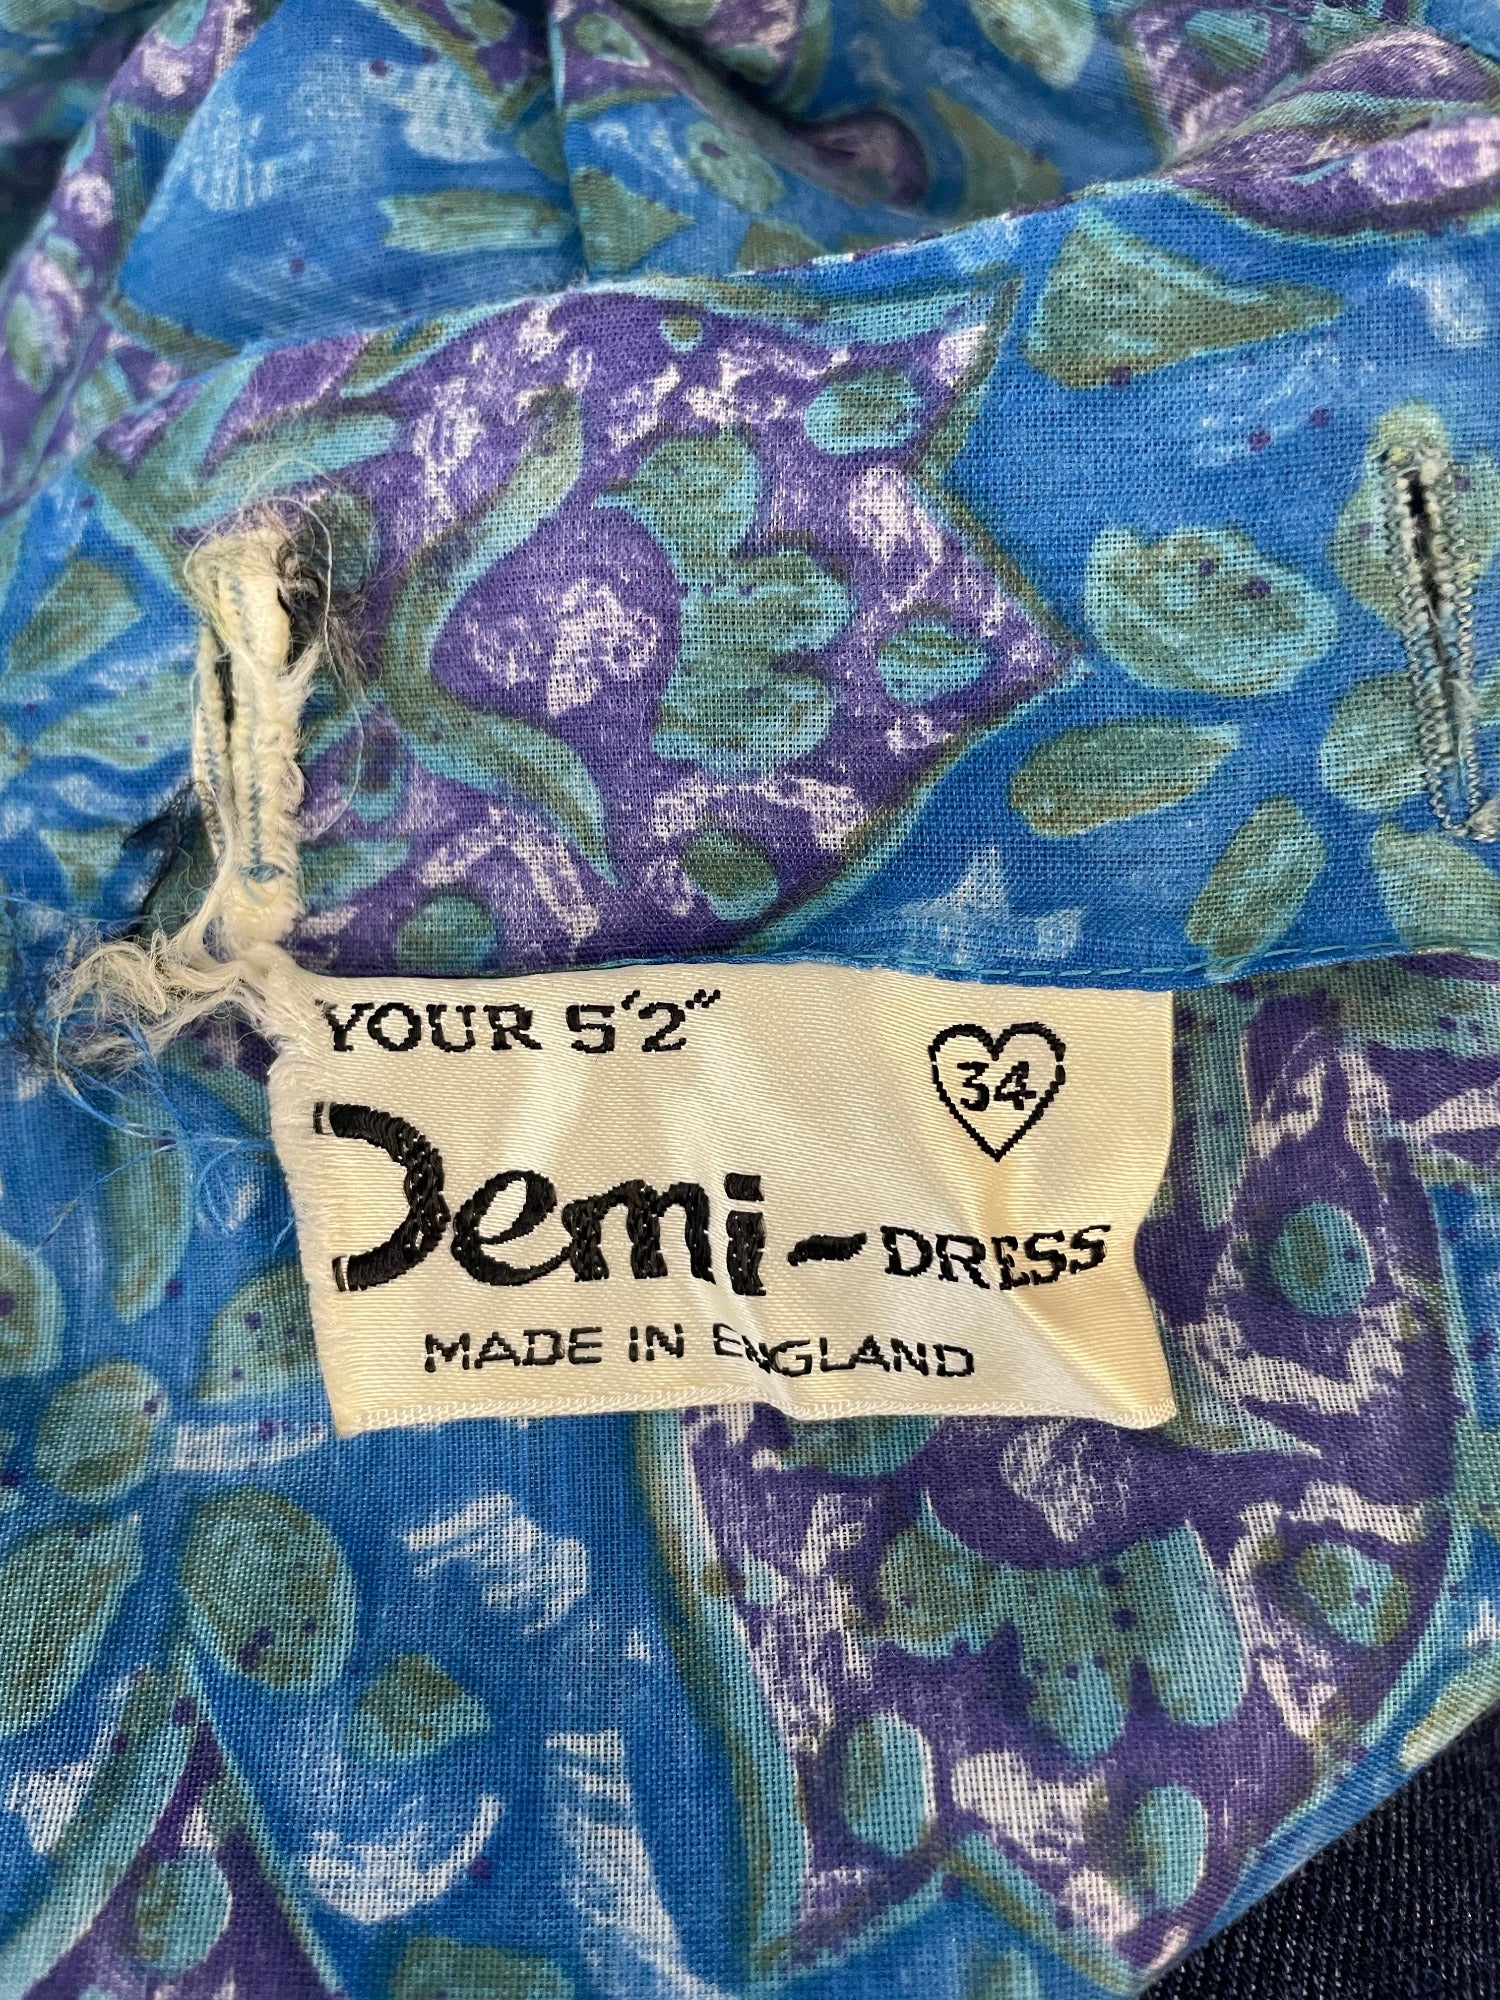 YOUR 5'2"
34
Demi-DRESS
MADE IN ENGLAND